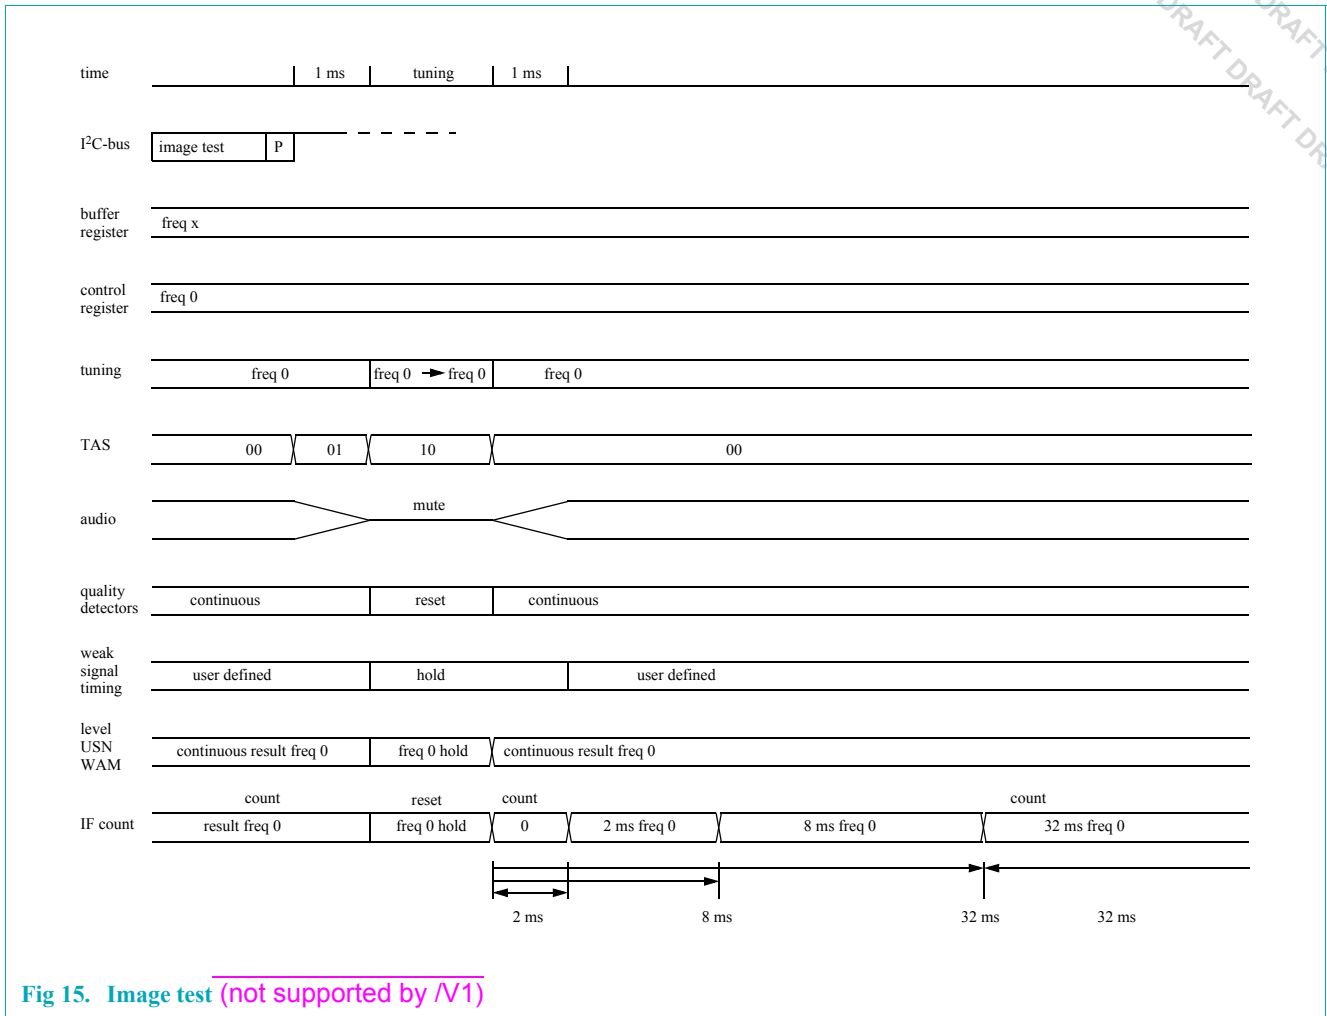 DRAFT DRAFT DRA
DRAFT
time 1 ms tuning 1 ms
I²C-bus image test P
buffer
register freq x
control
register freq 0
tuning freq 0 freq 0 freq 0 freq 0
TAS 00 01 10 00
audio mute
quality
detectors continuous reset continuous
weak
signal
timing user defined hold user defined
level
USN
WAM continuous result freq 0 freq 0 hold continuous result freq 0
count reset count count
IF count result freq 0 freq 0 hold 0 2 ms freq 0 8 ms freq 0 32 ms freq 0
2 ms 8 ms 32 ms 32 ms
Fig 15. Image test (not supported by /V1)